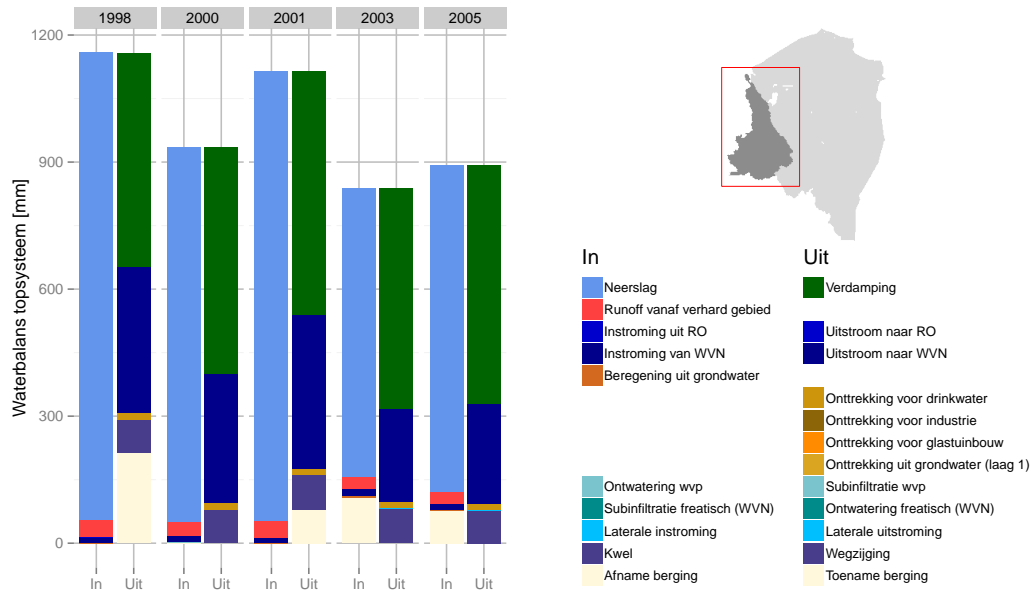 1998 2000 2001 2003 2005
Waterbalans topsysteem [mm]
1200
900
600
300
0
In Uit In Uit In Uit In Uit In Uit
In
Neerslag
Runoff vanaf verhard gebied
Instroming uit RO
Instroming van WVN
Beregening uit grondwater
Ontwatering wvp
Subinfiltratie freatisch (WVN)
Laterale instroming
Kwel
Afname berging
Uit
Verdamping
Uitstroom naar RO
Uitstroom naar WVN
Onttrekking voor drinkwater
Onttrekking voor industrie
Onttrekking voor glastuinbouw
Onttrekking uit grondwater (laag 1)
Subinfiltratie wvp
Ontwatering freatisch (WVN)
Laterale uitstroming
Wegzijging
Toename berging